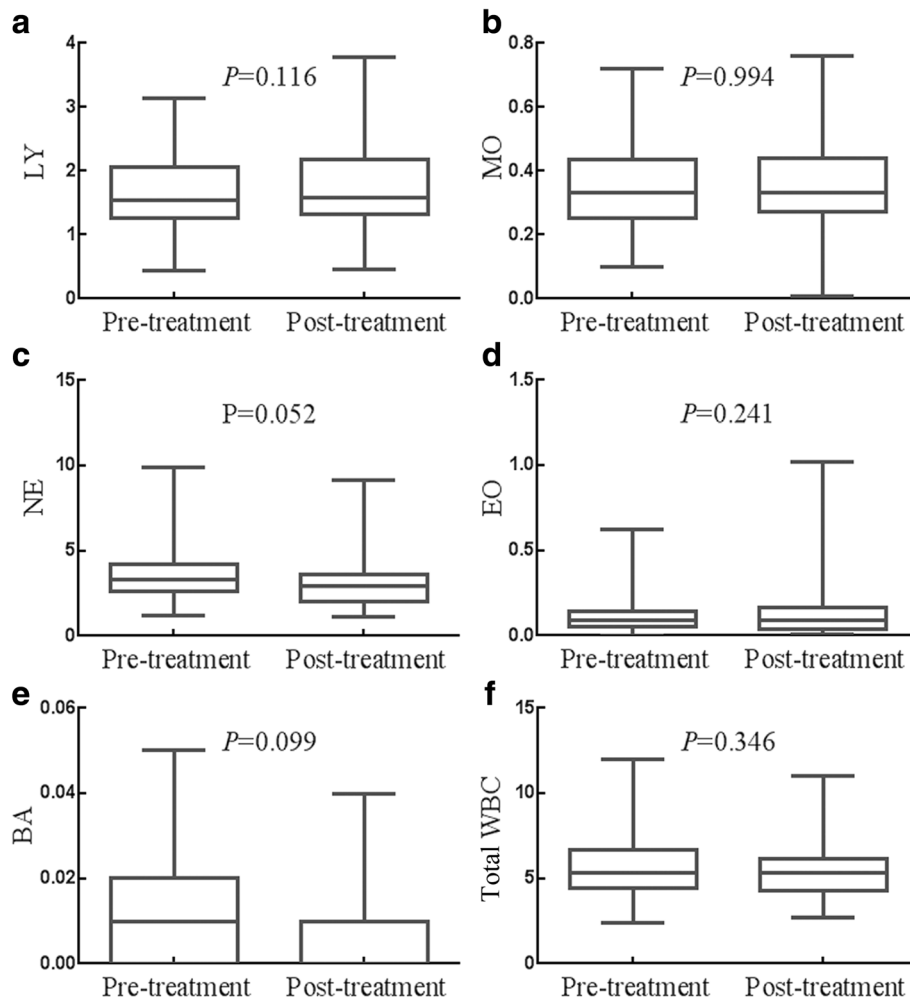 a
4
3
2
1
0
LY
P=0.116
Pre-treatment
Post-treatment
b
0.8
0.6
0.4
0.2
0.0
MO
P=0.994
Pre-treatment
Post-treatment
c
15
10
5
0
NE
P=0.052
Pre-treatment
Post-treatment
d
1.5
1.0
0.5
0.0
EO
P=0.241
Pre-treatment
Post-treatment
e
0.06
0.04
0.02
0.00
BA
P=0.099
Pre-treatment
Post-treatment
f
15
10
5
0
Total WBC
P=0.346
Pre-treatment
Post-treatment